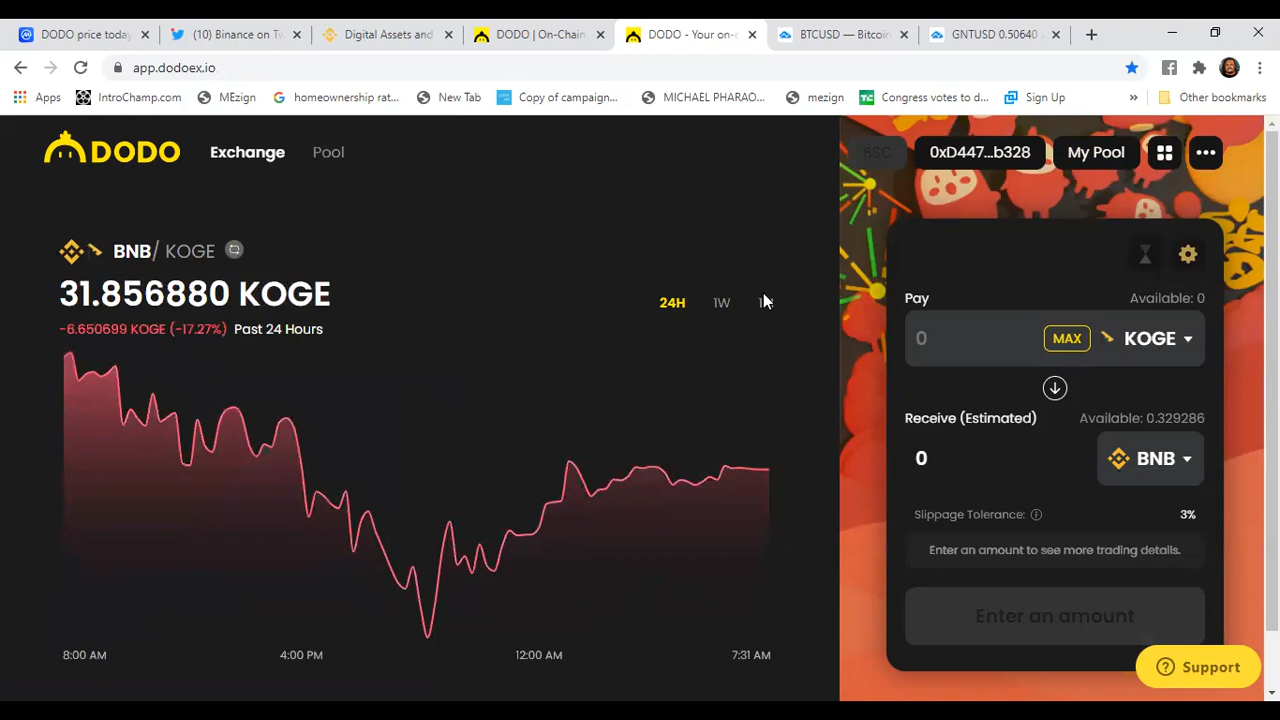 DODO price today
(10) Binance on Tw
Digital Assets and
DODO | On-Chain
DODO - Your on-c
BTCUSD — Bitcoin
GNTUSD 0.50640
app.dodoex.io
Apps
IntroChamp.com
MEzign
homeownership rat...
New Tab
Copy of campaign...
MICHAEL PHARAO...
mezign
Congress votes to d...
Sign Up
Other bookmarks
DODO
Exchange
Pool
BSC
0xD447...b328
My Pool
BNB/ KOGE
31.856880 KOGE
24H
1W
-6.650699 KOGE (-17.27%) Past 24 Hours
8:00 AM
4:00 PM
12:00 AM
7:31 AM
Pay
Available: 0
0
MAX
KOGE
Receive (Estimated)
Available: 0.329286
0
BNB
Slippage Tolerance:
3%
Enter an amount to see more trading details.
Enter an amount
Support